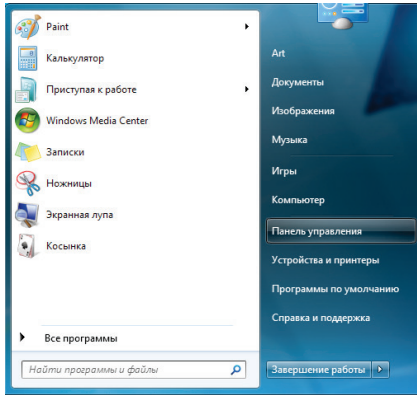 Paint
Калькулятор
Приступая к работе
Windows Media Center
Записки
Ножницы
Экранная лупа
Косынка
Все программы
Найти программы и файлы
Art
Документы
Изображения
Музыка
Игры
Компьютер
Панель управления
Устройства и принтеры
Программы по умолчанию
Справка и поддержка
Завершение работы